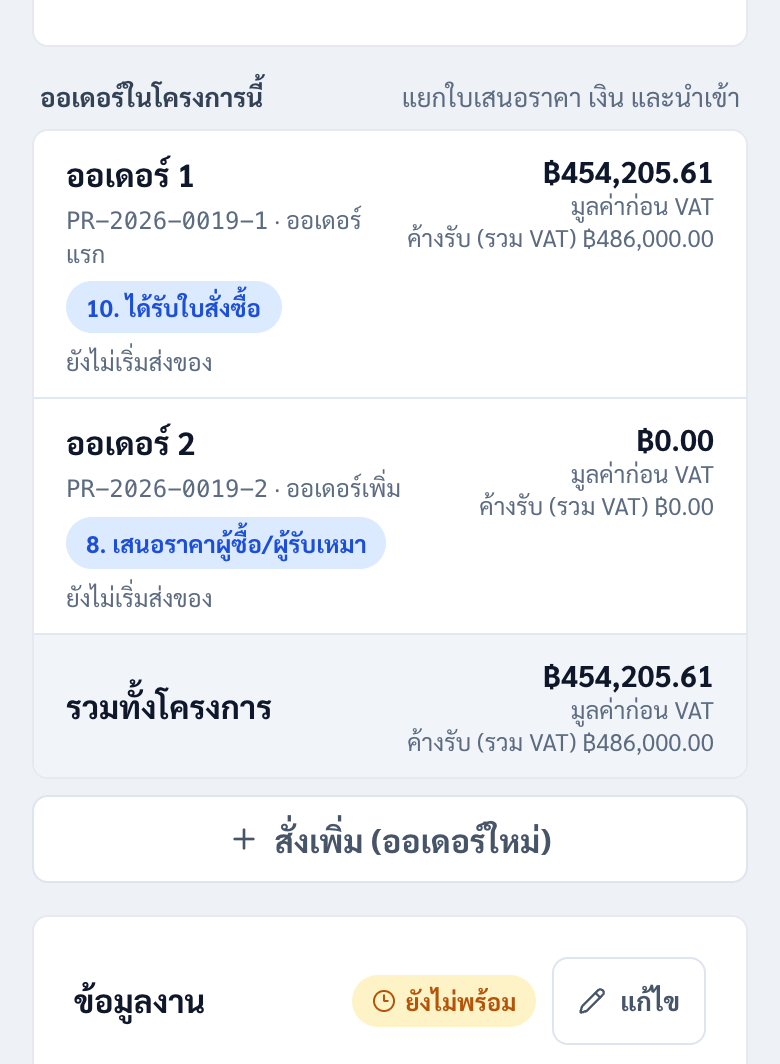 ออเดอร์ในโครงการนี้
แยกใบเสนอราคา เงิน และนำเข้า
ออเดอร์ 1
฿454,205.61
PR-2026-0019-1 · ออเดอร์
แรก
มูลค่าก่อน VAT
ค้างรับ (รวม VAT) ฿486,000.00
10. ได้รับใบสั่งซื้อ
ยังไม่เริ่มส่งของ
ออเดอร์ 2
฿0.00
PR-2026-0019-2 · ออเดอร์เพิ่ม
มูลค่าก่อน VAT
ค้างรับ (รวม VAT) ฿0.00
8. เสนอราคาผู้ซื้อ/ผู้รับเหมา
ยังไม่เริ่มส่งของ
รวมทั้งโครงการ
฿454,205.61
มูลค่าก่อน VAT
ค้างรับ (รวม VAT) ฿486,000.00
+ สั่งเพิ่ม (ออเดอร์ใหม่)
ข้อมูลงาน
ยังไม่พร้อม
แก้ไข